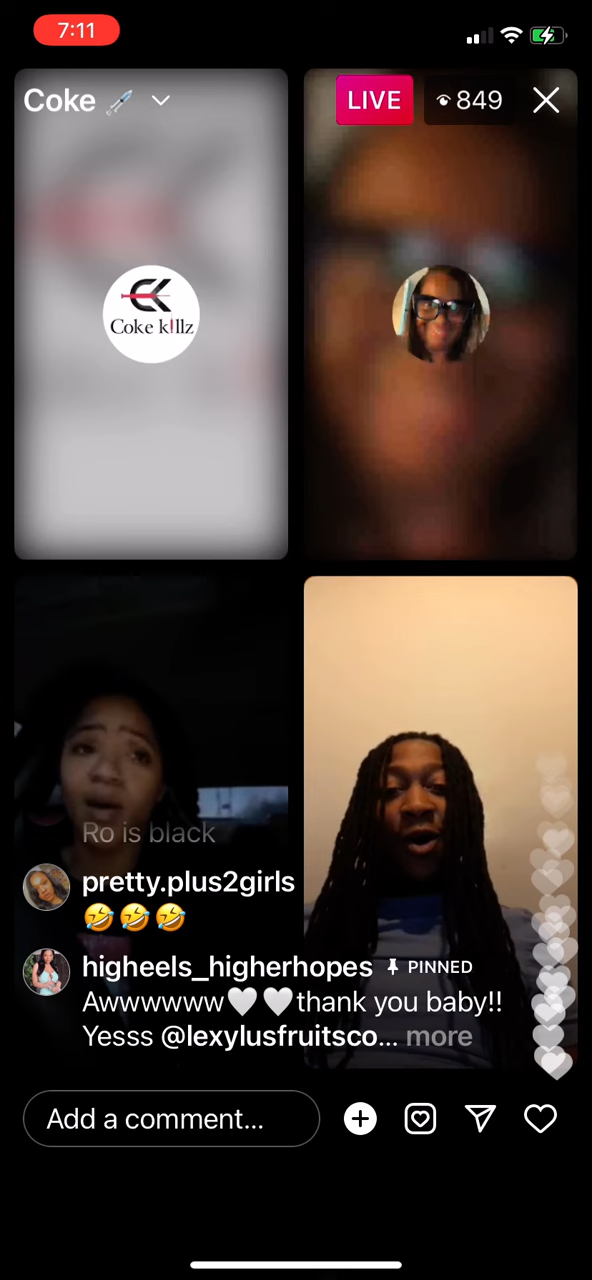 7:11
Coke
LIVE
849
Coke k!llz
Ro is black
pretty.plus2girls
🤣🤣🤣
higheels_higherhopes PINNED
Awwwwww🤍🤍thank you baby!!
Yesss @lexylusfruitsco... more
Add a comment...